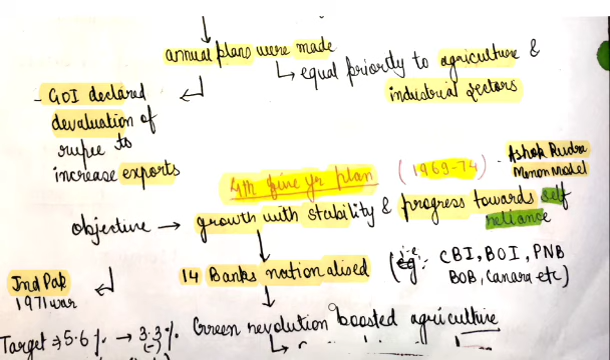 annual plans were made
↳ equal priority to agriculture &
industrial sectors
- GOI declared
devaluation of
rupee to
increase exports
4th five yr plan (1969-74) - Ashok Rudra
Manon Model
objective → growth with stability & progress towards self
reliance
14 Banks nationalised (i.e: CBI, BOI, PNB
BOB, Canara etc)
Ind Pak
1971 war
Target → 5.6% → 3.3%
Green revolution boosted agriculture